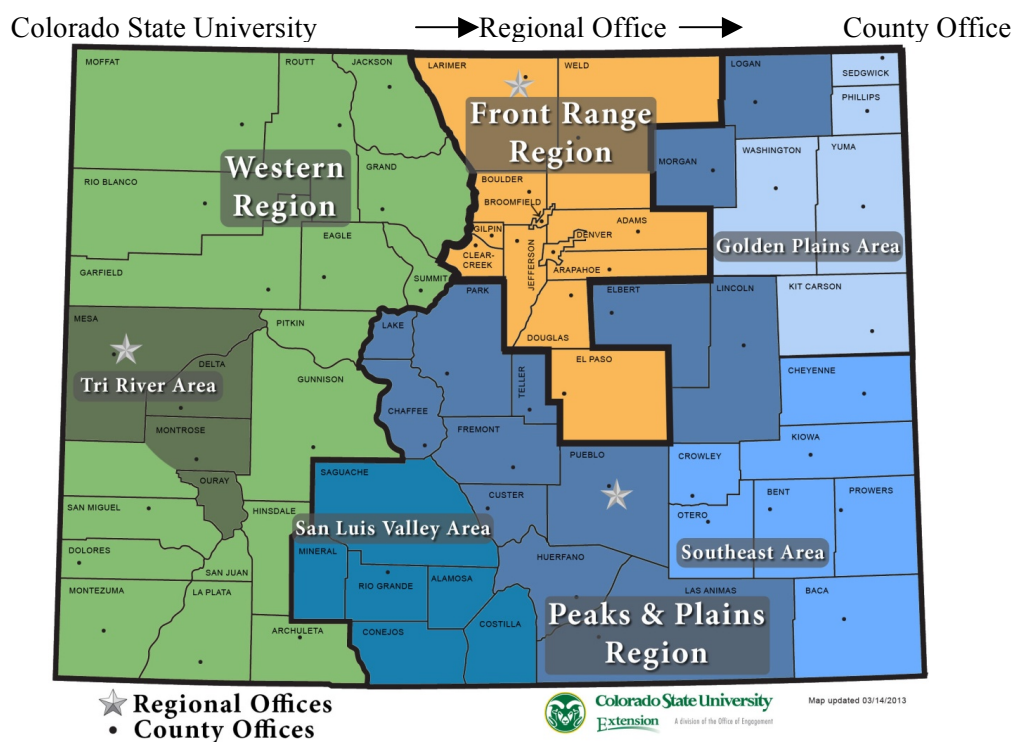 Colorado State University → Regional Office → County Office
MOFFAT
ROUTT
JACKSON
LARIMER
WELD
LOGAN
SEDGWICK
PHILLIPS
Front Range
Region
MORGAN
WASHINGTON
YUMA
Western
Region
GRAND
RIO BLANCO
BOULDER
BROOMFIELD
GILPIN
ADAMS
DENVER
EAGLE
CLEAR-
CREEK
JEFFERSON
Golden Plains Area
GARFIELD
SUMMIT
ARAPAHOE
PARK
ELBERT
LINCOLN
KIT CARSON
MESA
PITKIN
LAKE
DOUGLAS
DELTA
EL PASO
Tri River Area
GUNNISON
TELLER
CHEYENNE
CHAFFEE
MONTROSE
FREMONT
KIOWA
PUEBLO
CROWLEY
SAGUACHE
OURAY
CUSTER
BENT
PROWERS
SAN MIGUEL
HINSDALE
San Luis Valley Area
OTERO
DOLORES
MINERAL
HUERFANO
Southeast Area
SAN JUAN
RIO GRANDE
ALAMOSA
MONTEZUMA
LA PLATA
LAS ANIMAS
BACA
Peaks & Plains
Region
ARCHULETA
CONEJOS
COSTILLA
Regional Offices
• County Offices
Colorado State University
Extension
A division of the Office of Engagement
Map updated 03/14/2013